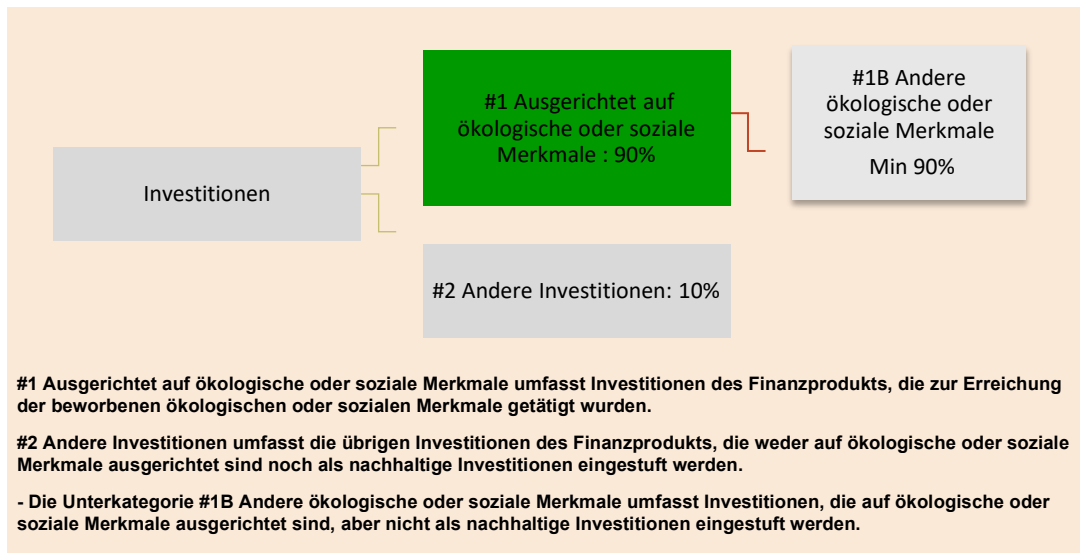 Investitionen
#1 Ausgerichtet auf
ökologische oder soziale
Merkmale : 90%
#1B Andere
ökologische oder
soziale Merkmale
Min 90%
#2 Andere Investitionen: 10%
#1 Ausgerichtet auf ökologische oder soziale Merkmale umfasst Investitionen des Finanzprodukts, die zur Erreichung
der beworbenen ökologischen oder sozialen Merkmale getätigt wurden.
#2 Andere Investitionen umfasst die übrigen Investitionen des Finanzprodukts, die weder auf ökologische oder soziale
Merkmale ausgerichtet sind noch als nachhaltige Investitionen eingestuft werden.
- Die Unterkategorie #1B Andere ökologische oder soziale Merkmale umfasst Investitionen, die auf ökologische oder
soziale Merkmale ausgerichtet sind, aber nicht als nachhaltige Investitionen eingestuft werden.